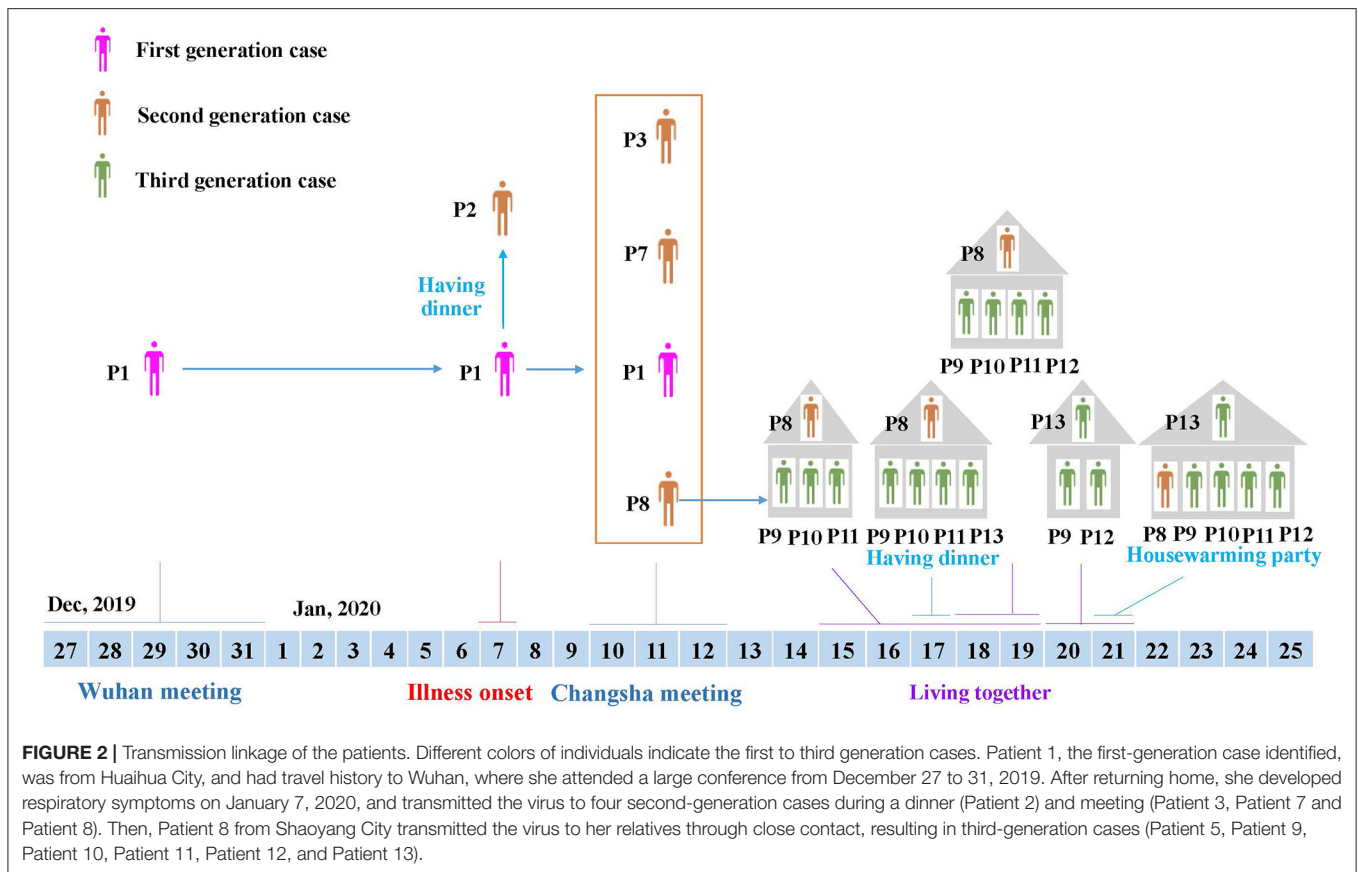 First generation case
Second generation case
Third generation case
P3
P2
P7
P8
Having
dinner
P1
P1
P1
P9 P10 P11 P12
P8
P8
P13
P13
P8
P9 P10 P11
P9 P10 P11 P13
P9 P12
P8 P9 P10 P11 P12
Having dinner
Housewarming party
Dec, 2019
Jan, 2020
27 28 29 30 31 1 2 3 4 5 6 7 8 9 10 11 12 13 14 15 16 17 18 19 20 21 22 23 24 25
Wuhan meeting
Illness onset
Changsha meeting
Living together
FIGURE 2 | Transmission linkage of the patients. Different colors of individuals indicate the first to third generation cases. Patient 1, the first-generation case identified,
was from Huaihua City, and had travel history to Wuhan, where she attended a large conference from December 27 to 31, 2019. After returning home, she developed
respiratory symptoms on January 7, 2020, and transmitted the virus to four second-generation cases during a dinner (Patient 2) and meeting (Patient 3, Patient 7 and
Patient 8). Then, Patient 8 from Shaoyang City transmitted the virus to her relatives through close contact, resulting in third-generation cases (Patient 5, Patient 9,
Patient 10, Patient 11, Patient 12, and Patient 13).